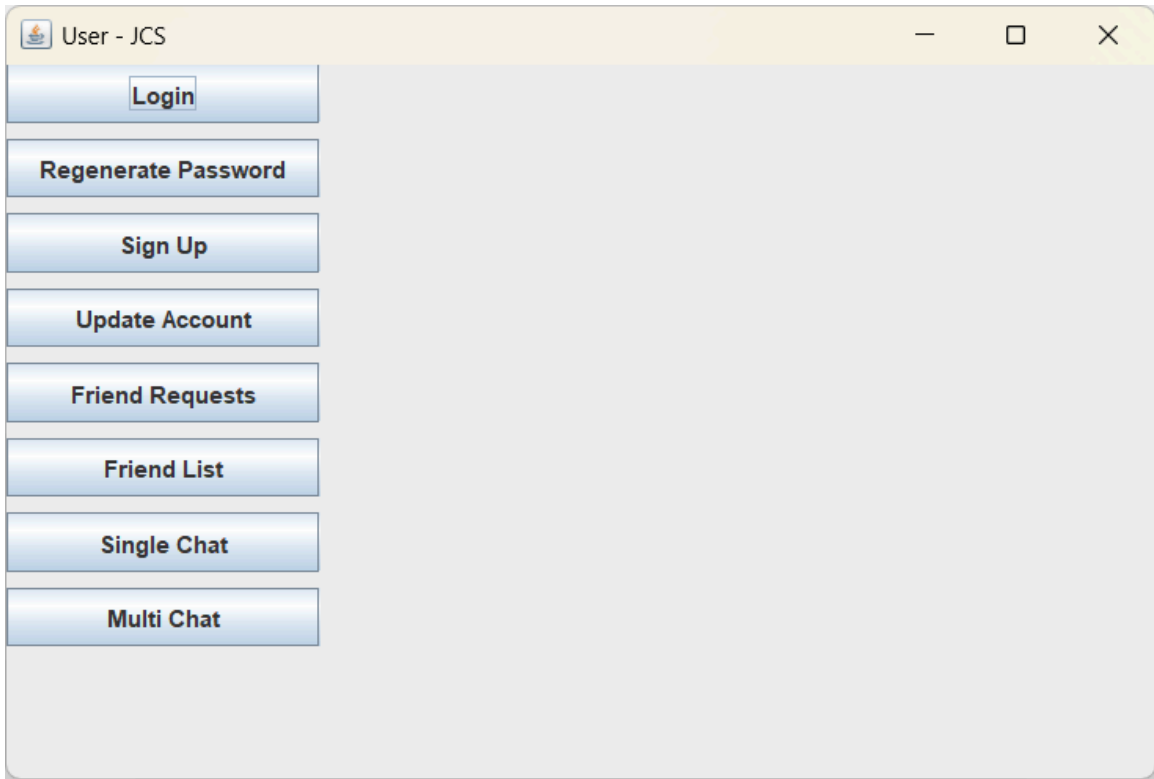 User - JCS
Login
Regenerate Password
Sign Up
Update Account
Friend Requests
Friend List
Single Chat
Multi Chat